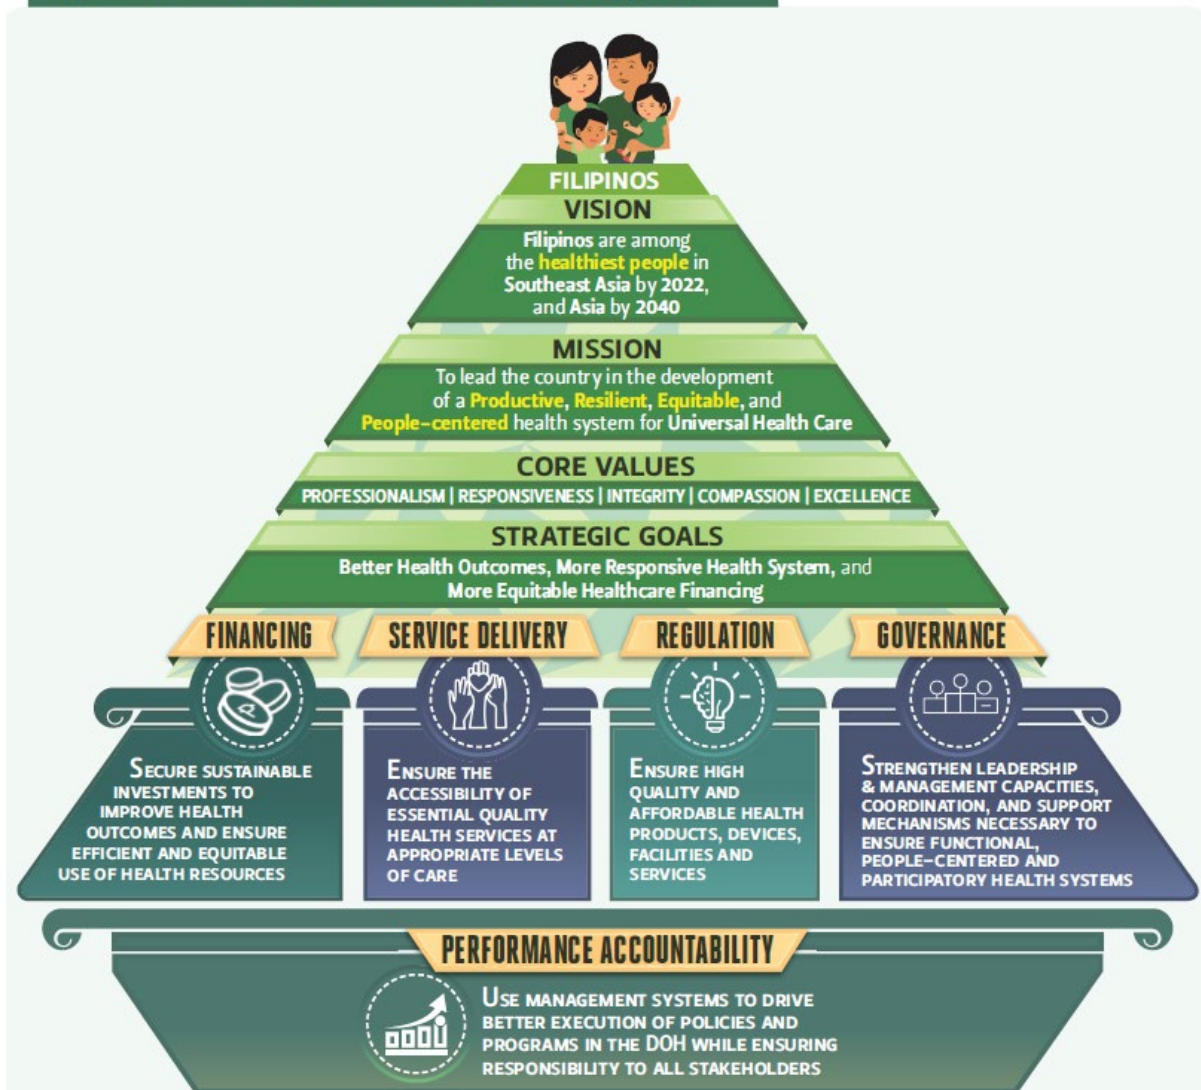 FILIPINOS
VISION
Filipinos are among
the healthiest people in
Southeast Asia by 2022,
and Asia by 2040
MISSION
To lead the country in the development
of a Productive, Resilient, Equitable, and
People-centered health system for Universal Health Care
CORE VALUES
PROFESSIONALISM | RESPONSIVENESS | INTEGRITY | COMPASSION | EXCELLENCE
STRATEGIC GOALS
Better Health Outcomes, More Responsive Health System, and
More Equitable Healthcare Financing
FINANCING
SECURE SUSTAINABLE
INVESTMENTS TO
IMPROVE HEALTH
OUTCOMES AND ENSURE
EFFICIENT AND EQUITABLE
USE OF HEALTH RESOURCES
SERVICE DELIVERY
ENSURE THE
ACCESSIBILITY OF
ESSENTIAL QUALITY
HEALTH SERVICES AT
APPROPRIATE LEVELS
OF CARE
REGULATION
ENSURE HIGH
QUALITY AND
AFFORDABLE HEALTH
PRODUCTS, DEVICES,
FACILITIES AND
SERVICES
GOVERNANCE
STRENGTHEN LEADERSHIP
& MANAGEMENT CAPACITIES,
COORDINATION, AND SUPPORT
MECHANISMS NECESSARY TO
ENSURE FUNCTIONAL,
PEOPLE-CENTERED AND
PARTICIPATORY HEALTH SYSTEMS
PERFORMANCE ACCOUNTABILITY
USE MANAGEMENT SYSTEMS TO DRIVE
BETTER EXECUTION OF POLICIES AND
PROGRAMS IN THE DOH WHILE ENSURING
RESPONSIBILITY TO ALL STAKEHOLDERS